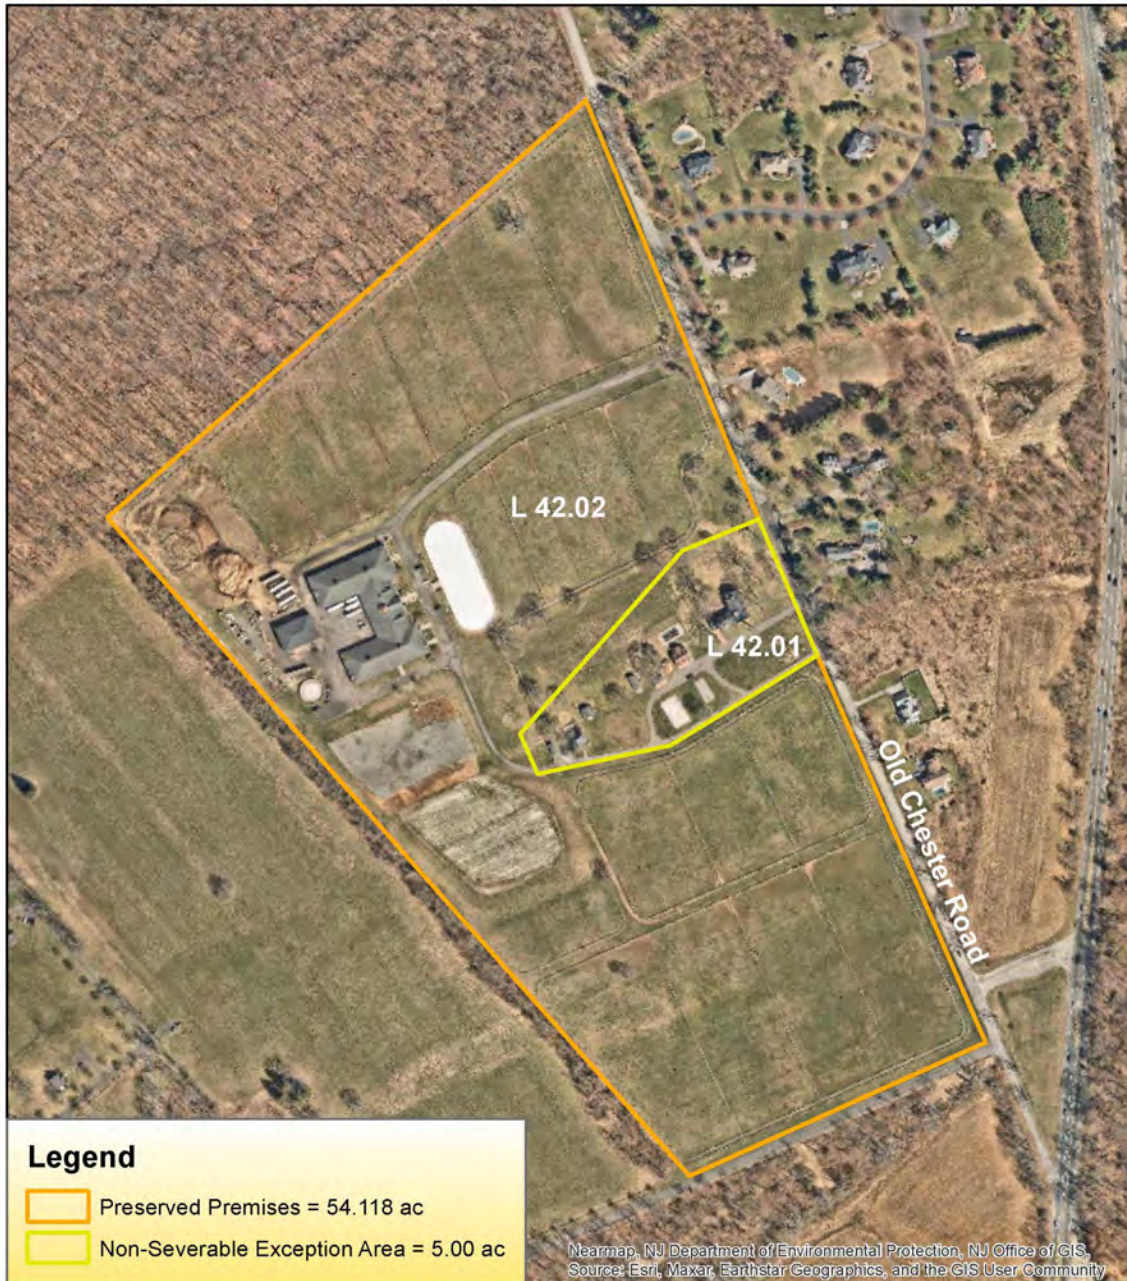 L 42.02
L 42.01
Old Chester Road
Legend
Preserved Premises = 54.118 ac
Non-Severable Exception Area = 5.00 ac
Nearmap, NJ Department of Environmental Protection, NJ Office of GIS,
Source: Esri, Maxar, Earthstar Geographics, and the GIS User Community